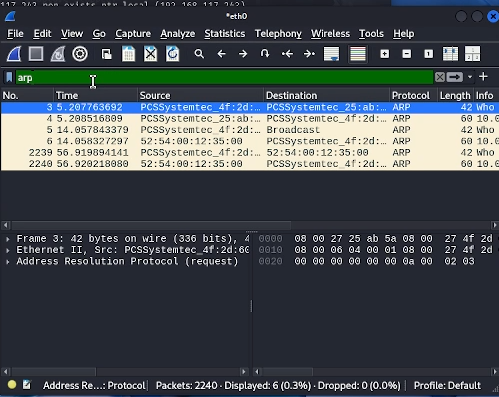 *eth0
File Edit View Go Capture Analyze Statistics Telephony Wireless Tools Help
arp
No. Time Source Destination Protocol Length Info
3 5.207763692 PCSSystemtec_4f:2d:… PCSSystemtec_25:ab:… ARP 42 Who
4 5.208516809 PCSSystemtec_25:ab:… PCSSystemtec_4f:2d:… ARP 60 10.0
5 14.057843379 PCSSystemtec_4f:2d:… Broadcast ARP 42 Who
6 14.058327297 52:54:00:12:35:00 PCSSystemtec_4f:2d:… ARP 60 10.0
2239 56.919894141 PCSSystemtec_4f:2d:… 52:54:00:12:35:00 ARP 42 Who
2240 56.920218080 52:54:00:12:35:00 PCSSystemtec_4f:2d:… ARP 60 10.0
Frame 3: 42 bytes on wire (336 bits), 4
Ethernet II, Src: PCSSystemtec_4f:2d:60
Address Resolution Protocol (request)
0000 08 00 27 25 ab 5a 08 00 27 4f 2d
0010 08 00 06 04 00 01 08 00 27 4f 2d
0020 00 00 00 00 00 00 0a 00 02 03
Address Re…: Protocol Packets: 2240 · Displayed: 6 (0.3%) · Dropped: 0 (0.0%) Profile: Default